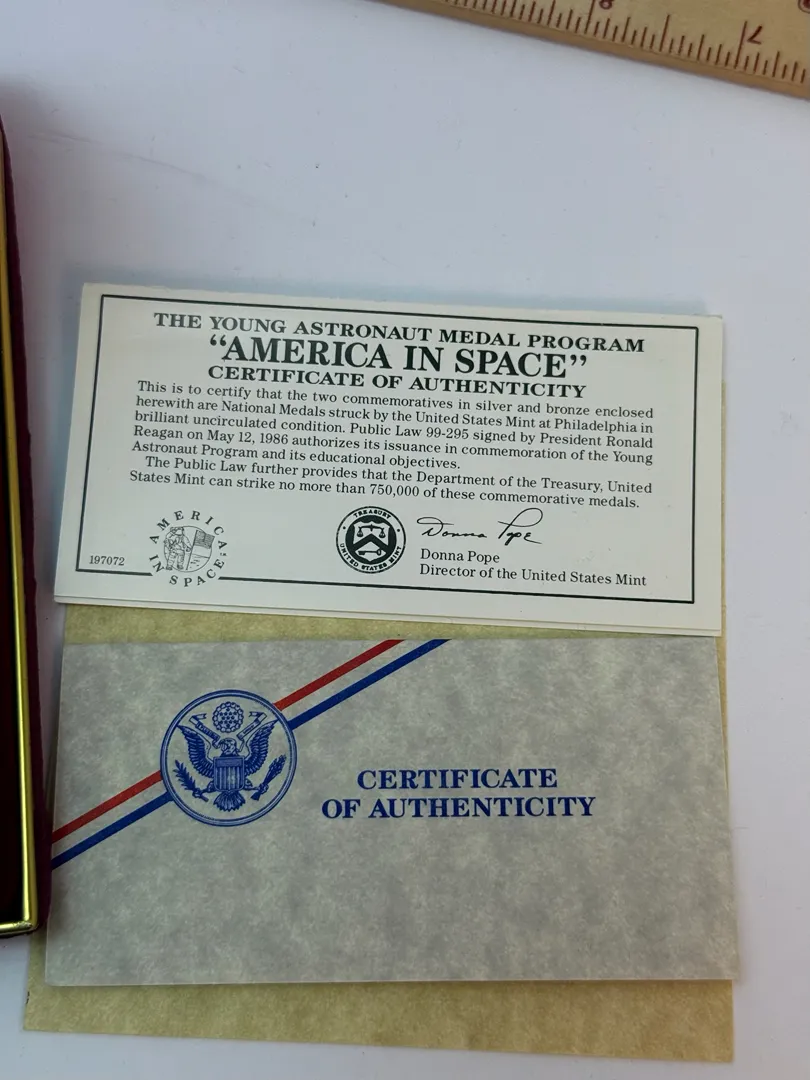 8
7
THE YOUNG ASTRONAUT MEDAL PROGRAM
“AMERICA IN SPACE”
CERTIFICATE OF AUTHENTICITY
This is to certify that the two commemoratives in silver and bronze enclosed
herewith are National Medals struck by the United States Mint at Philadelphia in
brilliant uncirculated condition. Public Law 99-295 signed by President Ronald
Reagan on May 12, 1986 authorizes its issuance in commemoration of the Young
Astronaut Program and its educational objectives.
The Public Law further provides that the Department of the Treasury, United
States Mint can strike no more than 750,000 of these commemorative medals.
AMERICA
IN SPACE
197072
TREASURY
UNITED STATES MINT
Donna Pope
Donna Pope
Director of the United States Mint
CERTIFICATE
OF AUTHENTICITY